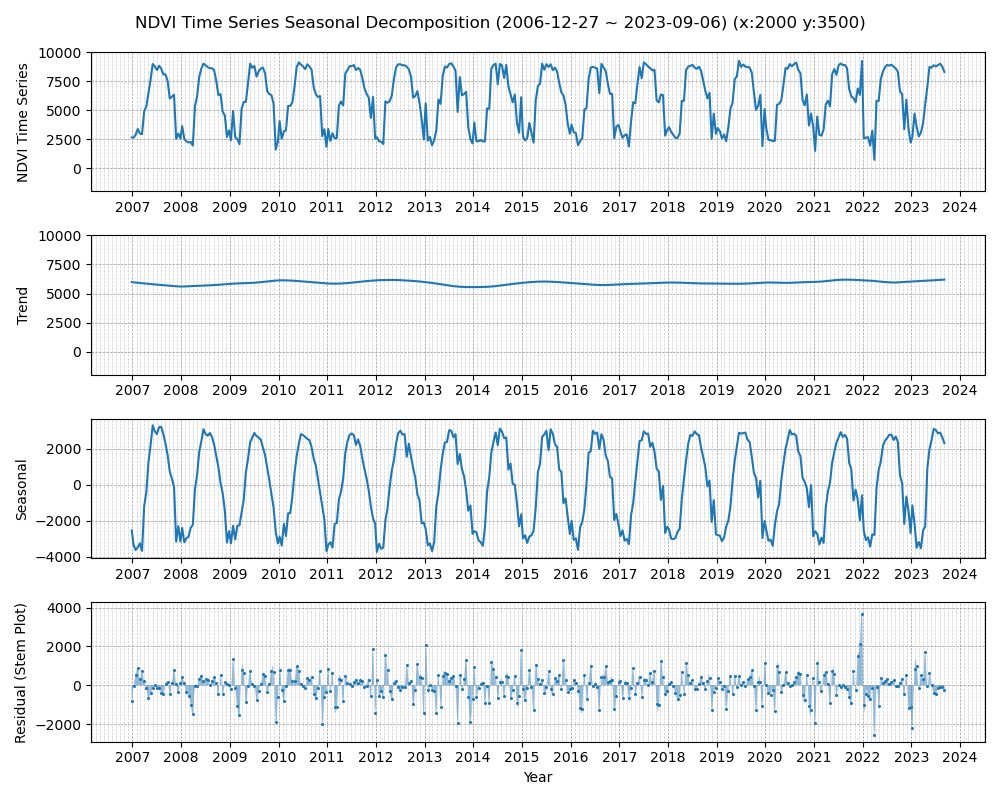 NDVI Time Series Seasonal Decomposition (2006-12-27 ~ 2023-09-06) (x:2000 y:3500)
NDVI Time Series
10000
7500
5000
2500
0
2007 2008 2009 2010 2011 2012 2013 2014 2015 2016 2017 2018 2019 2020 2021 2022 2023 2024
Trend
10000
7500
5000
2500
0
2007 2008 2009 2010 2011 2012 2013 2014 2015 2016 2017 2018 2019 2020 2021 2022 2023 2024
Seasonal
2000
0
−2000
−4000
2007 2008 2009 2010 2011 2012 2013 2014 2015 2016 2017 2018 2019 2020 2021 2022 2023 2024
Residual (Stem Plot)
4000
2000
0
−2000
2007 2008 2009 2010 2011 2012 2013 2014 2015 2016 2017 2018 2019 2020 2021 2022 2023 2024
Year